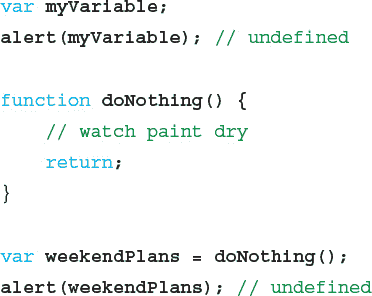 var myVariable;
alert(myVariable); // undefined
function doNothing() {
    // watch paint dry
    return;
}
var weekendPlans = doNothing();
alert(weekendPlans); // undefined